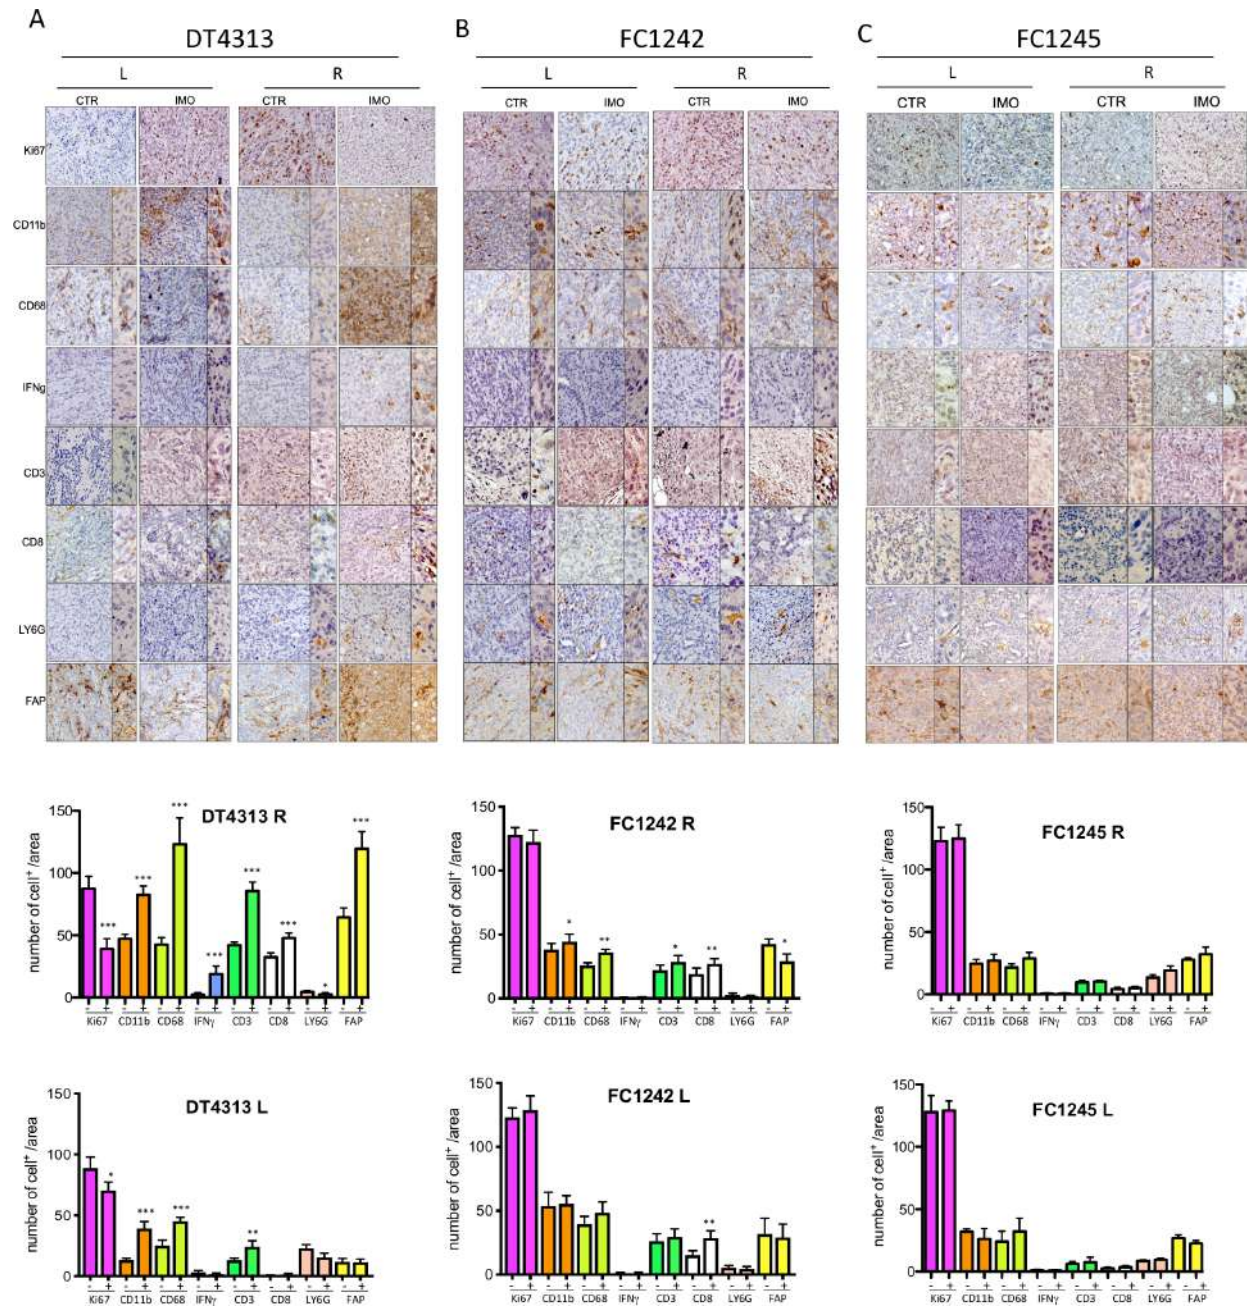 A
DT4313
L R
CTR IMO CTR IMO
B
FC1242
L R
CTR IMO CTR IMO
C
FC1245
L R
CTR IMO CTR IMO
Ki67
CD11b
CD68
IFNg
CD3
CD8
LY6G
FAP
DT4313 R
number of cell⁺/area
150
100
50
0
*** *** *** *** *** *** * ***
- + - + - + - + - + - + - + - +
Ki67 CD11b CD68 IFNγ CD3 CD8 LY6G FAP
FC1242 R
number of cell⁺/area
150
100
50
0
* ** * ** *
- + - + - + - + - + - + - + - +
Ki67 CD11b CD68 IFNγ CD3 CD8 LY6G FAP
FC1245 R
number of cell⁺/area
150
100
50
0
- + - + - + - + - + - + - + - +
Ki67 CD11b CD68 IFNγ CD3 CD8 LY6G FAP
DT4313 L
number of cell⁺/area
150
100
50
0
* *** *** **
- + - + - + - + - + - + - + - +
Ki67 CD11b CD68 IFNγ CD3 CD8 LY6G FAP
FC1242 L
number of cell⁺/area
150
100
50
0
**
- + - + - + - + - + - + - + - +
Ki67 CD11b CD68 IFNγ CD3 CD8 LY6G FAP
FC1245 L
number of cell⁺/area
150
100
50
0
- + - + - + - + - + - + - + - +
Ki67 CD11b CD68 IFNγ CD3 CD8 LY6G FAP